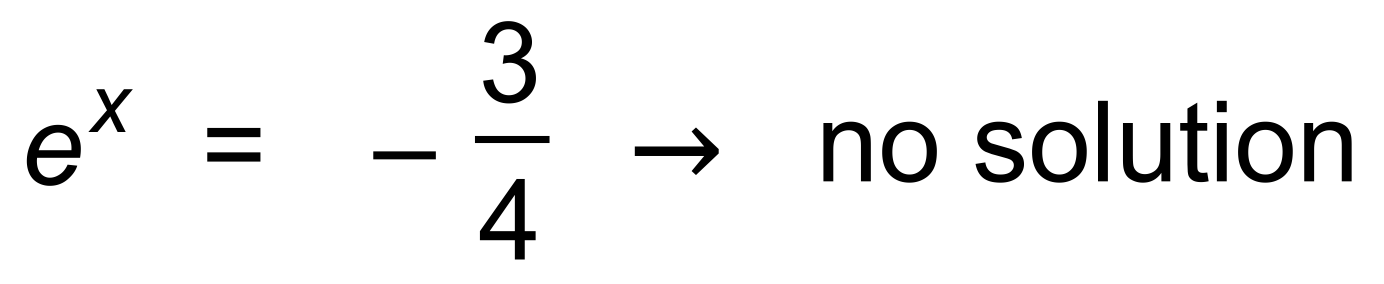 e^x = −3/4 → no solution